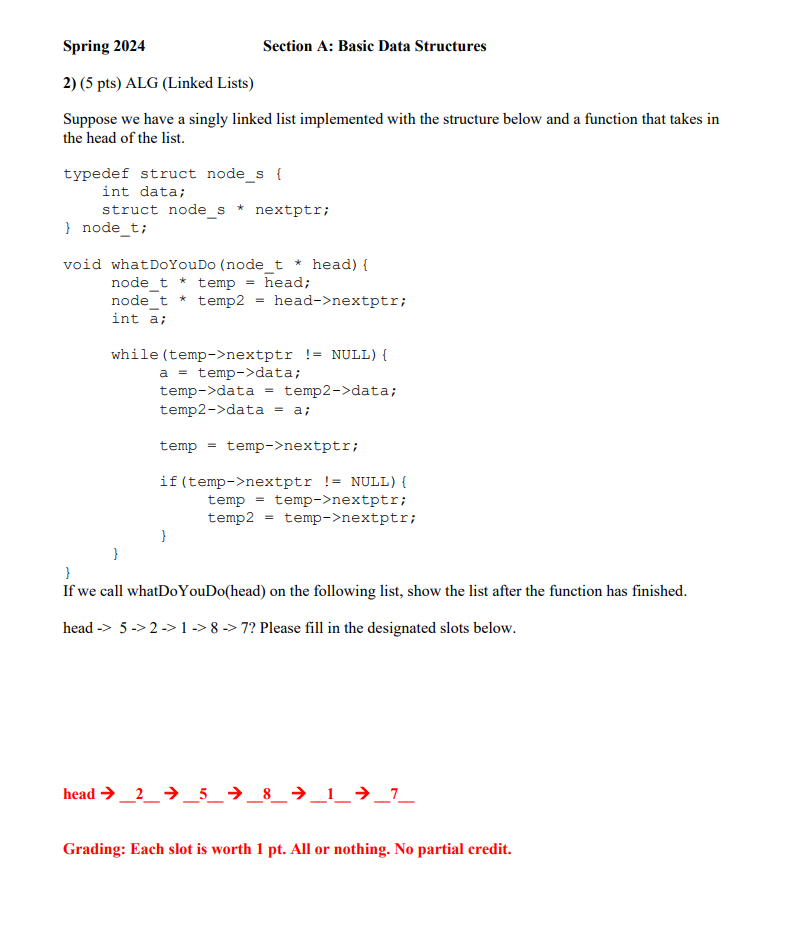 Spring 2024 Section A: Basic Data Structures
2) (5 pts) ALG (Linked Lists)
Suppose we have a singly linked list implemented with the structure below and a function that takes in
the head of the list.
typedef struct node_s {
    int data;
    struct node_s * nextptr;
} node_t;
void whatDoYouDo(node_t * head){
     node_t * temp = head;
     node_t * temp2 = head->nextptr;
     int a;
     while(temp->nextptr != NULL){
          a = temp->data;
          temp->data = temp2->data;
          temp2->data = a;
          temp = temp->nextptr;
          if(temp->nextptr != NULL){
               temp = temp->nextptr;
               temp2 = temp->nextptr;
          }
     }
}
If we call whatDoYouDo(head) on the following list, show the list after the function has finished.
head -> 5 -> 2 -> 1 -> 8 -> 7? Please fill in the designated slots below.
head → __2__ → __5__ → __8__ → __1__ → __7__
Grading: Each slot is worth 1 pt. All or nothing. No partial credit.